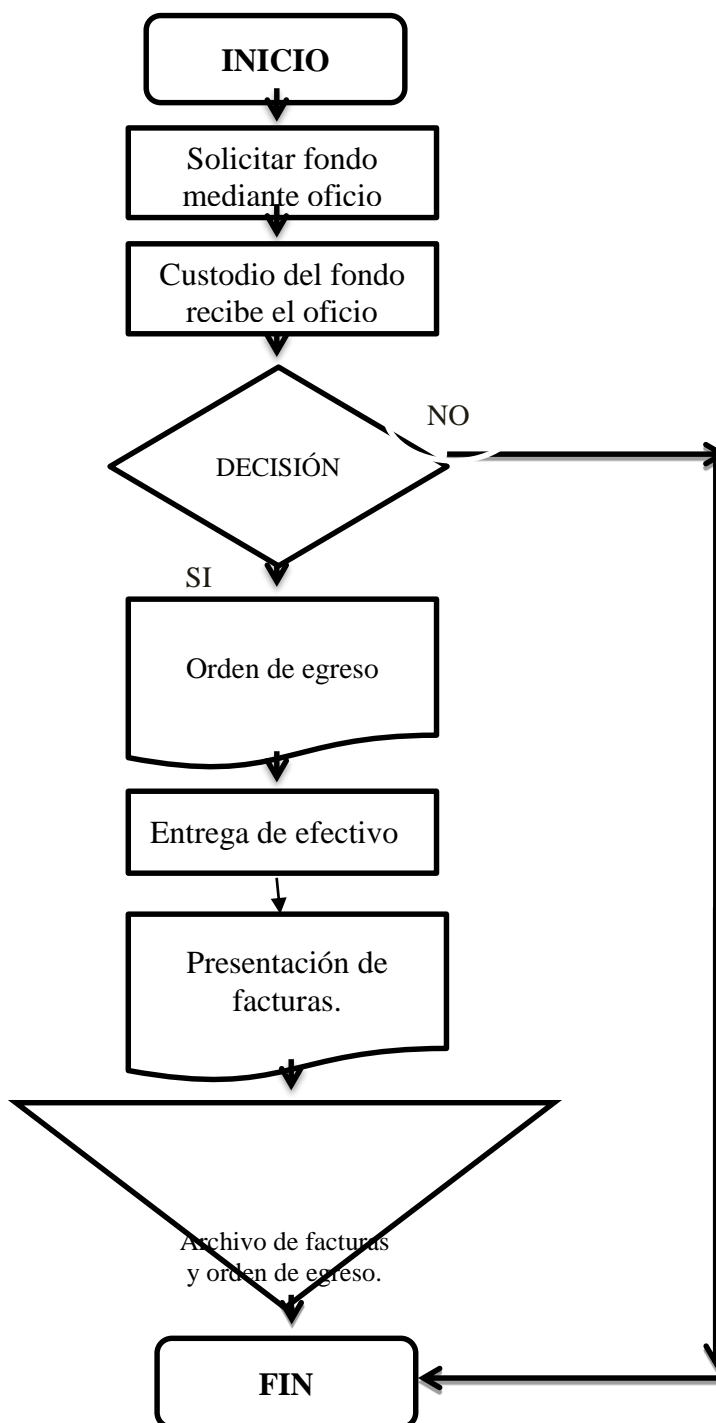 INICIO
Solicitar fondo
mediante oficio
Custodio del fondo
recibe el oficio
NO
DECISIÓN
SI
Orden de egreso
Entrega de efectivo
Presentación de
facturas.
Archivo de facturas
y orden de egreso.
FIN